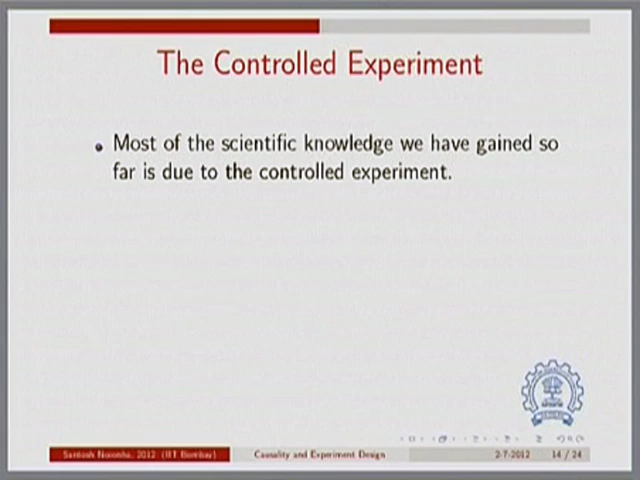 The Controlled Experiment
Most of the scientific knowledge we have gained so
far is due to the controlled experiment.
Santosh Noronha, 2012 (IIT Bombay)
Causality and Experiment Design
2-7-2012
14 / 24